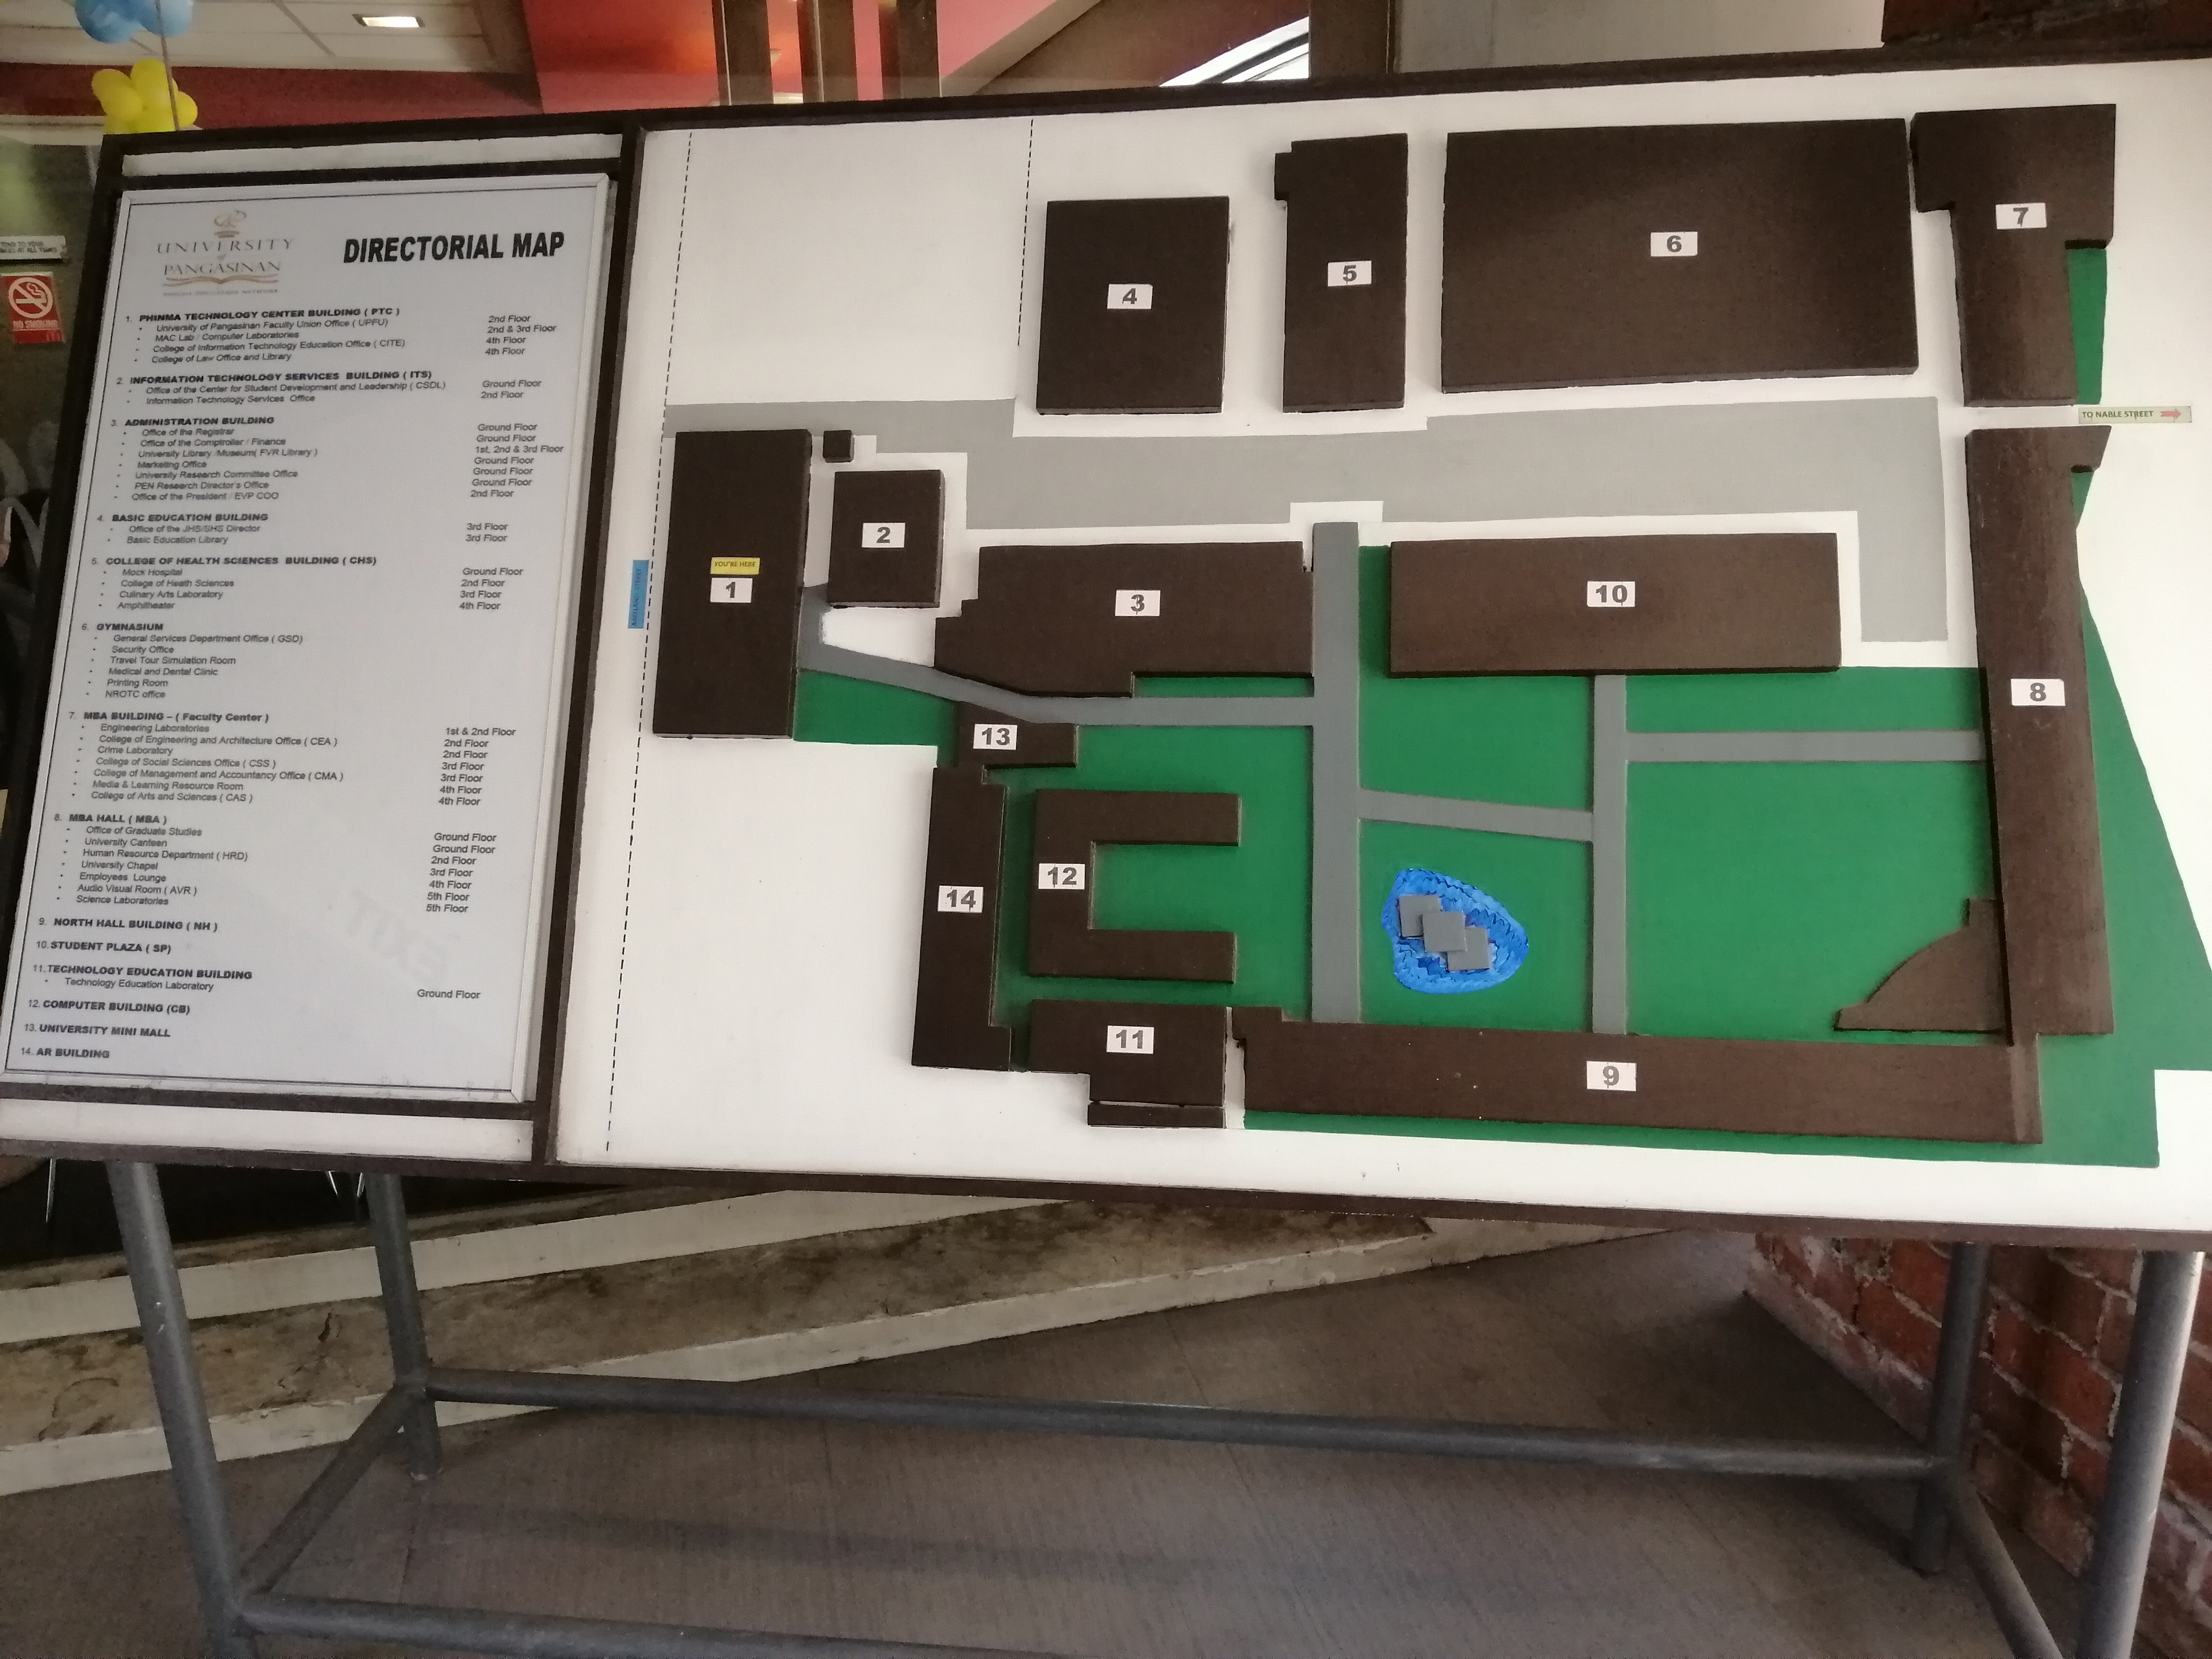 NO SMOKING
UNIVERSITY
of
PANGASINAN
DIRECTORIAL MAP
1. PHINMA TECHNOLOGY CENTER BUILDING ( PTC )
• University of Pangasinan Faculty Union Office ( UPFU) 2nd Floor
• MAC Lab / Computer Laboratories 2nd & 3rd Floor
• College of Information Technology Education Office ( CITE) 4th Floor
• College of Law Office and Library 4th Floor
2. INFORMATION TECHNOLOGY SERVICES BUILDING ( ITS)
• Office of the Center for Student Development and Leadership ( CSDL) Ground Floor
• Information Technology Services Office 2nd Floor
3. ADMINISTRATION BUILDING
• Office of the Registrar Ground Floor
• Office of the Comptroller / Finance Ground Floor
• University Library /Museum( FVR Library ) 1st, 2nd & 3rd Floor
• Marketing Office Ground Floor
• University Research Committee Office Ground Floor
• PEN Research Director's Office Ground Floor
• Office of the President / EVP COO 2nd Floor
4. BASIC EDUCATION BUILDING
• Office of the JHS/SHS Director 3rd Floor
• Basic Education Library 3rd Floor
5. COLLEGE OF HEALTH SCIENCES BUILDING ( CHS)
• Mock Hospital Ground Floor
• College of Heath Sciences 2nd Floor
• Culinary Arts Laboratory 3rd Floor
• Amphitheater 4th Floor
6. GYMNASIUM
• General Services Department Office ( GSD)
• Security Office
• Travel Tour Simulation Room
• Medical and Dental Clinic
• Printing Room
• NROTC office
7. MBA BUILDING – ( Faculty Center )
• Engineering Laboratories 1st & 2nd Floor
• College of Engineering and Architecture Office ( CEA ) 2nd Floor
• Crime Laboratory 2nd Floor
• College of Social Sciences Office ( CSS ) 3rd Floor
• College of Management and Accountancy Office ( CMA ) 3rd Floor
• Media & Learning Resource Room 4th Floor
• College of Arts and Sciences ( CAS ) 4th Floor
8. MBA HALL ( MBA )
• Office of Graduate Studies Ground Floor
• University Canteen Ground Floor
• Human Resource Department ( HRD) 2nd Floor
• University Chapel 3rd Floor
• Employees Lounge 4th Floor
• Audio Visual Room ( AVR ) 5th Floor
• Science Laboratories 5th Floor
9. NORTH HALL BUILDING ( NH )
10. STUDENT PLAZA ( SP)
11. TECHNOLOGY EDUCATION BUILDING
• Technology Education Laboratory Ground Floor
12. COMPUTER BUILDING (CB)
13. UNIVERSITY MINI MALL
14. AR BUILDING
EXIT
4
5
6
7
TO NABLE STREET
2
YOU'RE HERE
1
3
10
8
13
12
14
11
9